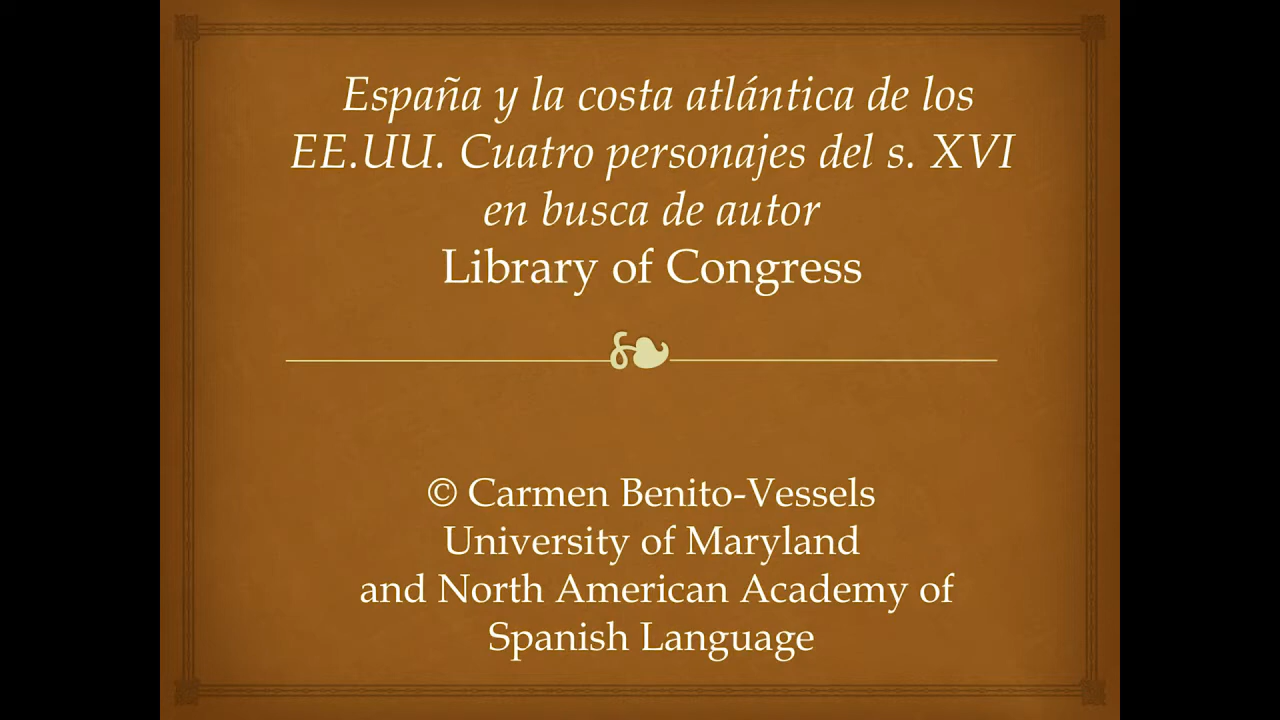 España y la costa atlántica de los
EE.UU. Cuatro personajes del s. XVI
en busca de autor
Library of Congress
© Carmen Benito-Vessels
University of Maryland
and North American Academy of
Spanish Language